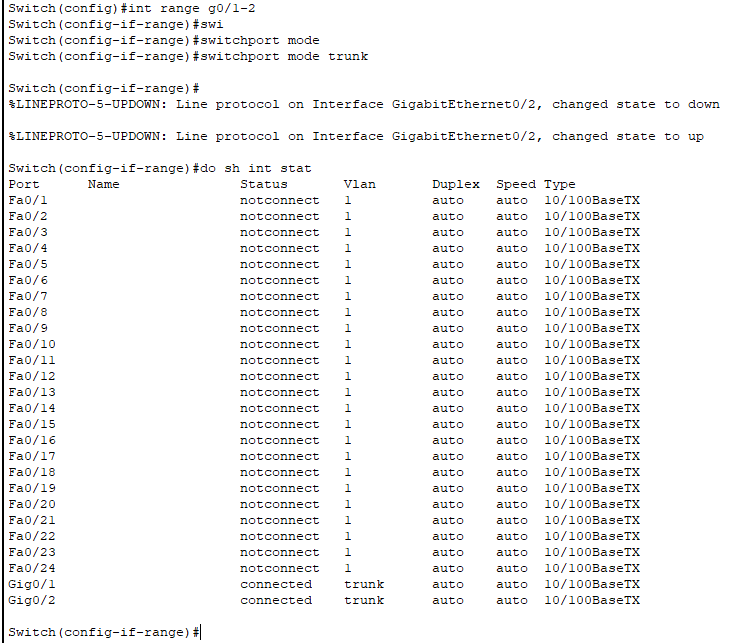 Switch(config)#int range g0/1-2
Switch(config-if-range)#swi
Switch(config-if-range)#switchport mode
Switch(config-if-range)#switchport mode trunk
Switch(config-if-range)#
%LINEPROTO-5-UPDOWN: Line protocol on Interface GigabitEthernet0/2, changed state to down
%LINEPROTO-5-UPDOWN: Line protocol on Interface GigabitEthernet0/2, changed state to up
Switch(config-if-range)#do sh int stat
Port Name Status Vlan Duplex Speed Type
Fa0/1 notconnect 1 auto auto 10/100BaseTX
Fa0/2 notconnect 1 auto auto 10/100BaseTX
Fa0/3 notconnect 1 auto auto 10/100BaseTX
Fa0/4 notconnect 1 auto auto 10/100BaseTX
Fa0/5 notconnect 1 auto auto 10/100BaseTX
Fa0/6 notconnect 1 auto auto 10/100BaseTX
Fa0/7 notconnect 1 auto auto 10/100BaseTX
Fa0/8 notconnect 1 auto auto 10/100BaseTX
Fa0/9 notconnect 1 auto auto 10/100BaseTX
Fa0/10 notconnect 1 auto auto 10/100BaseTX
Fa0/11 notconnect 1 auto auto 10/100BaseTX
Fa0/12 notconnect 1 auto auto 10/100BaseTX
Fa0/13 notconnect 1 auto auto 10/100BaseTX
Fa0/14 notconnect 1 auto auto 10/100BaseTX
Fa0/15 notconnect 1 auto auto 10/100BaseTX
Fa0/16 notconnect 1 auto auto 10/100BaseTX
Fa0/17 notconnect 1 auto auto 10/100BaseTX
Fa0/18 notconnect 1 auto auto 10/100BaseTX
Fa0/19 notconnect 1 auto auto 10/100BaseTX
Fa0/20 notconnect 1 auto auto 10/100BaseTX
Fa0/21 notconnect 1 auto auto 10/100BaseTX
Fa0/22 notconnect 1 auto auto 10/100BaseTX
Fa0/23 notconnect 1 auto auto 10/100BaseTX
Fa0/24 notconnect 1 auto auto 10/100BaseTX
Gig0/1 connected trunk auto auto 10/100BaseTX
Gig0/2 connected trunk auto auto 10/100BaseTX
Switch(config-if-range)#